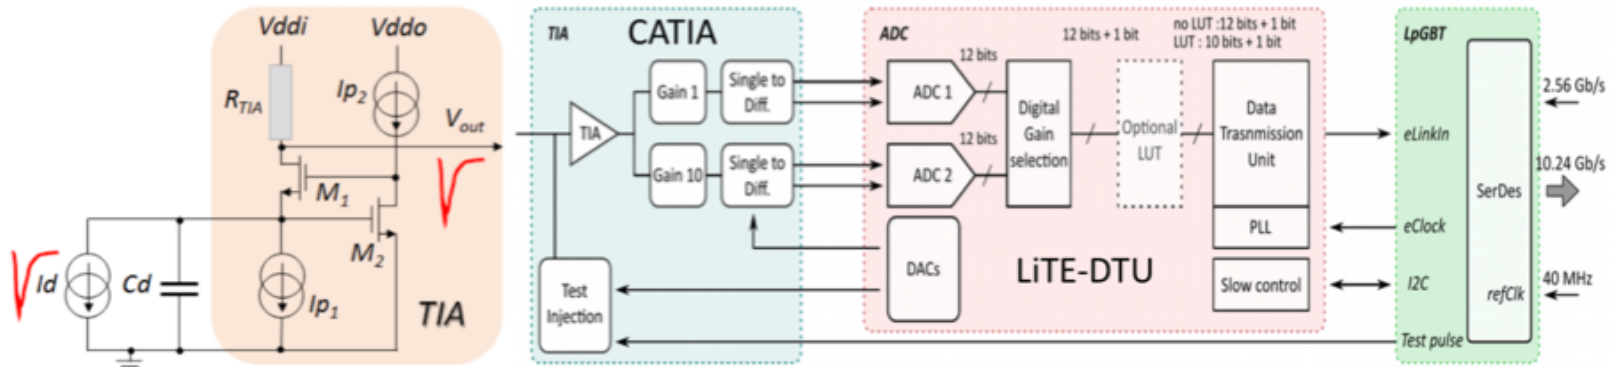 Vddi
Vddo
Ip2
RTIA
Vout
M1
M2
Id
Cd
Ip1
TIA
TIA
CATIA
TIA
Gain 1
Single to
Diff.
Gain 10
Single to
Diff.
Test
Injection
ADC
12 bits + 1 bit
no LUT :12 bits + 1 bit
LUT : 10 bits + 1 bit
12 bits
ADC 1
12 bits
ADC 2
Digital
Gain
selection
Optional
LUT
Data
Trasnmission
Unit
PLL
DACs
LiTE-DTU
Slow control
LpGBT
eLinkIn
SerDes
eClock
I2C
refClk
Test pulse
2.56 Gb/s
10.24 Gb/s
40 MHz